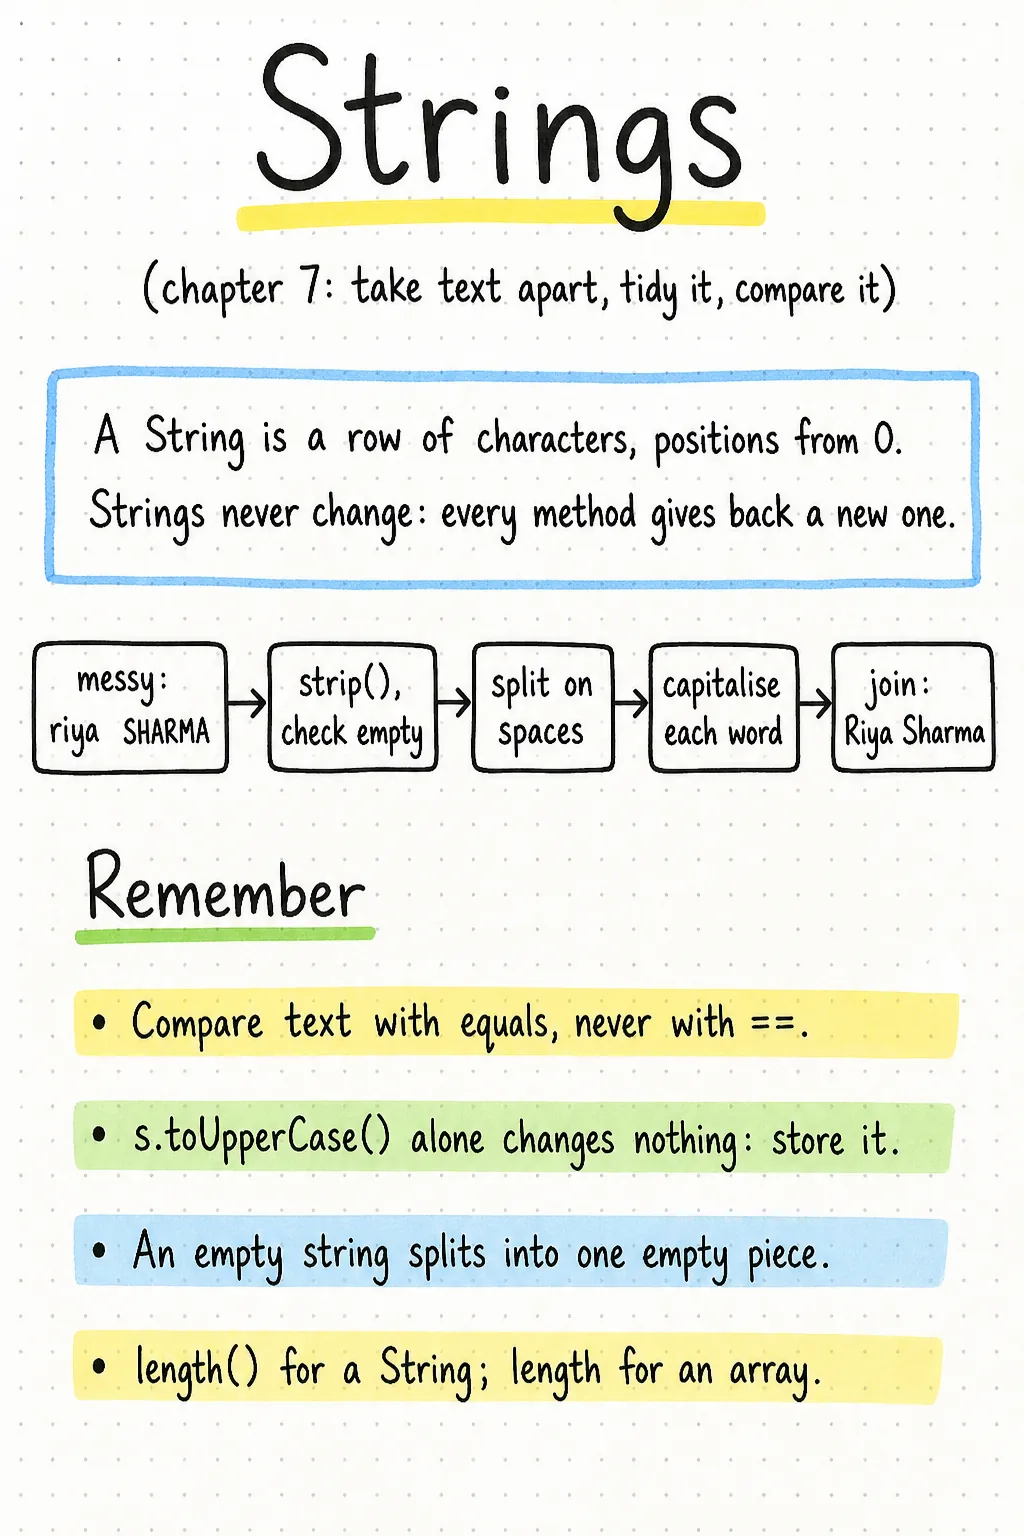 Strings
(chapter 7: take text apart, tidy it, compare it)
A String is a row of characters, positions from 0.
Strings never change: every method gives back a new one.
messy:
riya SHARMA
strip(),
check empty
split on
spaces
capitalise
each word
join:
Riya Sharma
Remember
• Compare text with equals, never with ==.
• s.toUpperCase() alone changes nothing: store it.
• An empty string splits into one empty piece.
• length() for a String; length for an array.